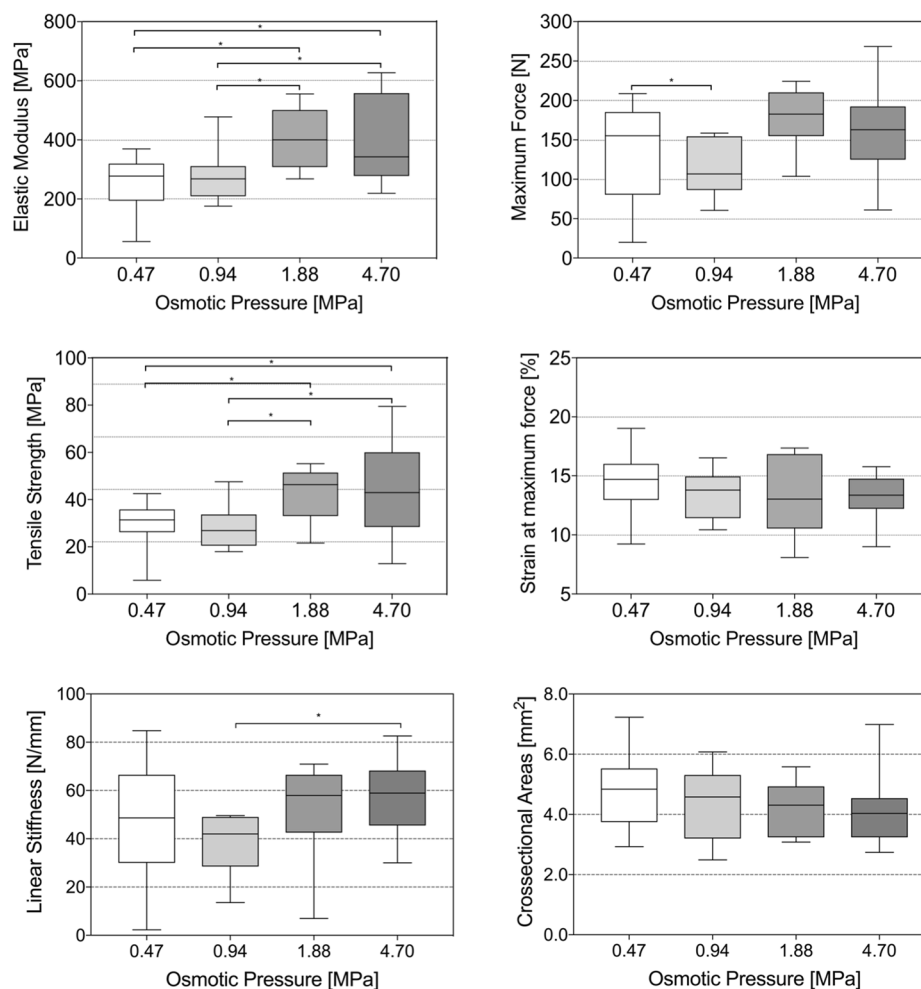 800
600
400
200
0
Elastic Modulus [MPa]
* * * *
0.47 0.94 1.88 4.70
Osmotic Pressure [MPa]
300
250
200
150
100
50
0
Maximum Force [N]
*
0.47 0.94 1.88 4.70
Osmotic Pressure [MPa]
100
80
60
40
20
0
Tensile Strength [MPa]
* * * *
0.47 0.94 1.88 4.70
Osmotic Pressure [MPa]
25
20
15
10
5
Strain at maximum force [%]
0.47 0.94 1.88 4.70
Osmotic Pressure [MPa]
100
80
60
40
20
0
Linear Stiffness [N/mm]
*
0.47 0.94 1.88 4.70
Osmotic Pressure [MPa]
8.0
6.0
4.0
2.0
0.0
Crossectional Areas [mm²]
0.47 0.94 1.88 4.70
Osmotic Pressure [MPa]